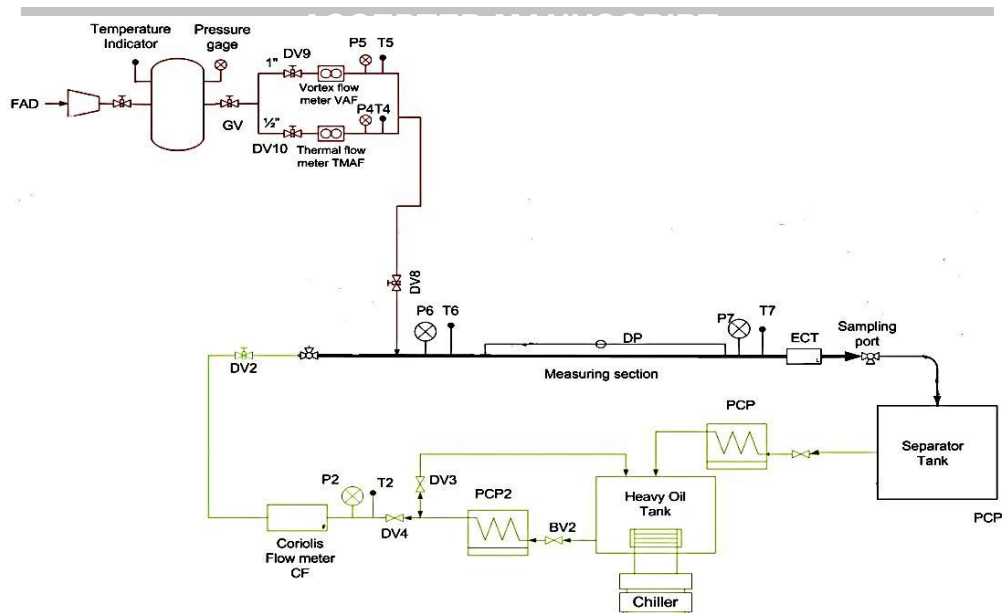 ACCEPTED MANUSCRIPT
Temperature
Indicator
Pressure
gage
FAD
GV
1"
DV9
Vortex flow
meter VAF
P5
T5
½"
DV10
Thermal flow
meter TMAF
P4
T4
DV8
P6
T6
DP
P7
T7
ECT
Sampling
port
Measuring section
DV2
PCP
Separator
Tank
PCP
P2
T2
DV3
DV4
PCP2
BV2
Heavy Oil
Tank
Coriolis
Flow meter
CF
Chiller